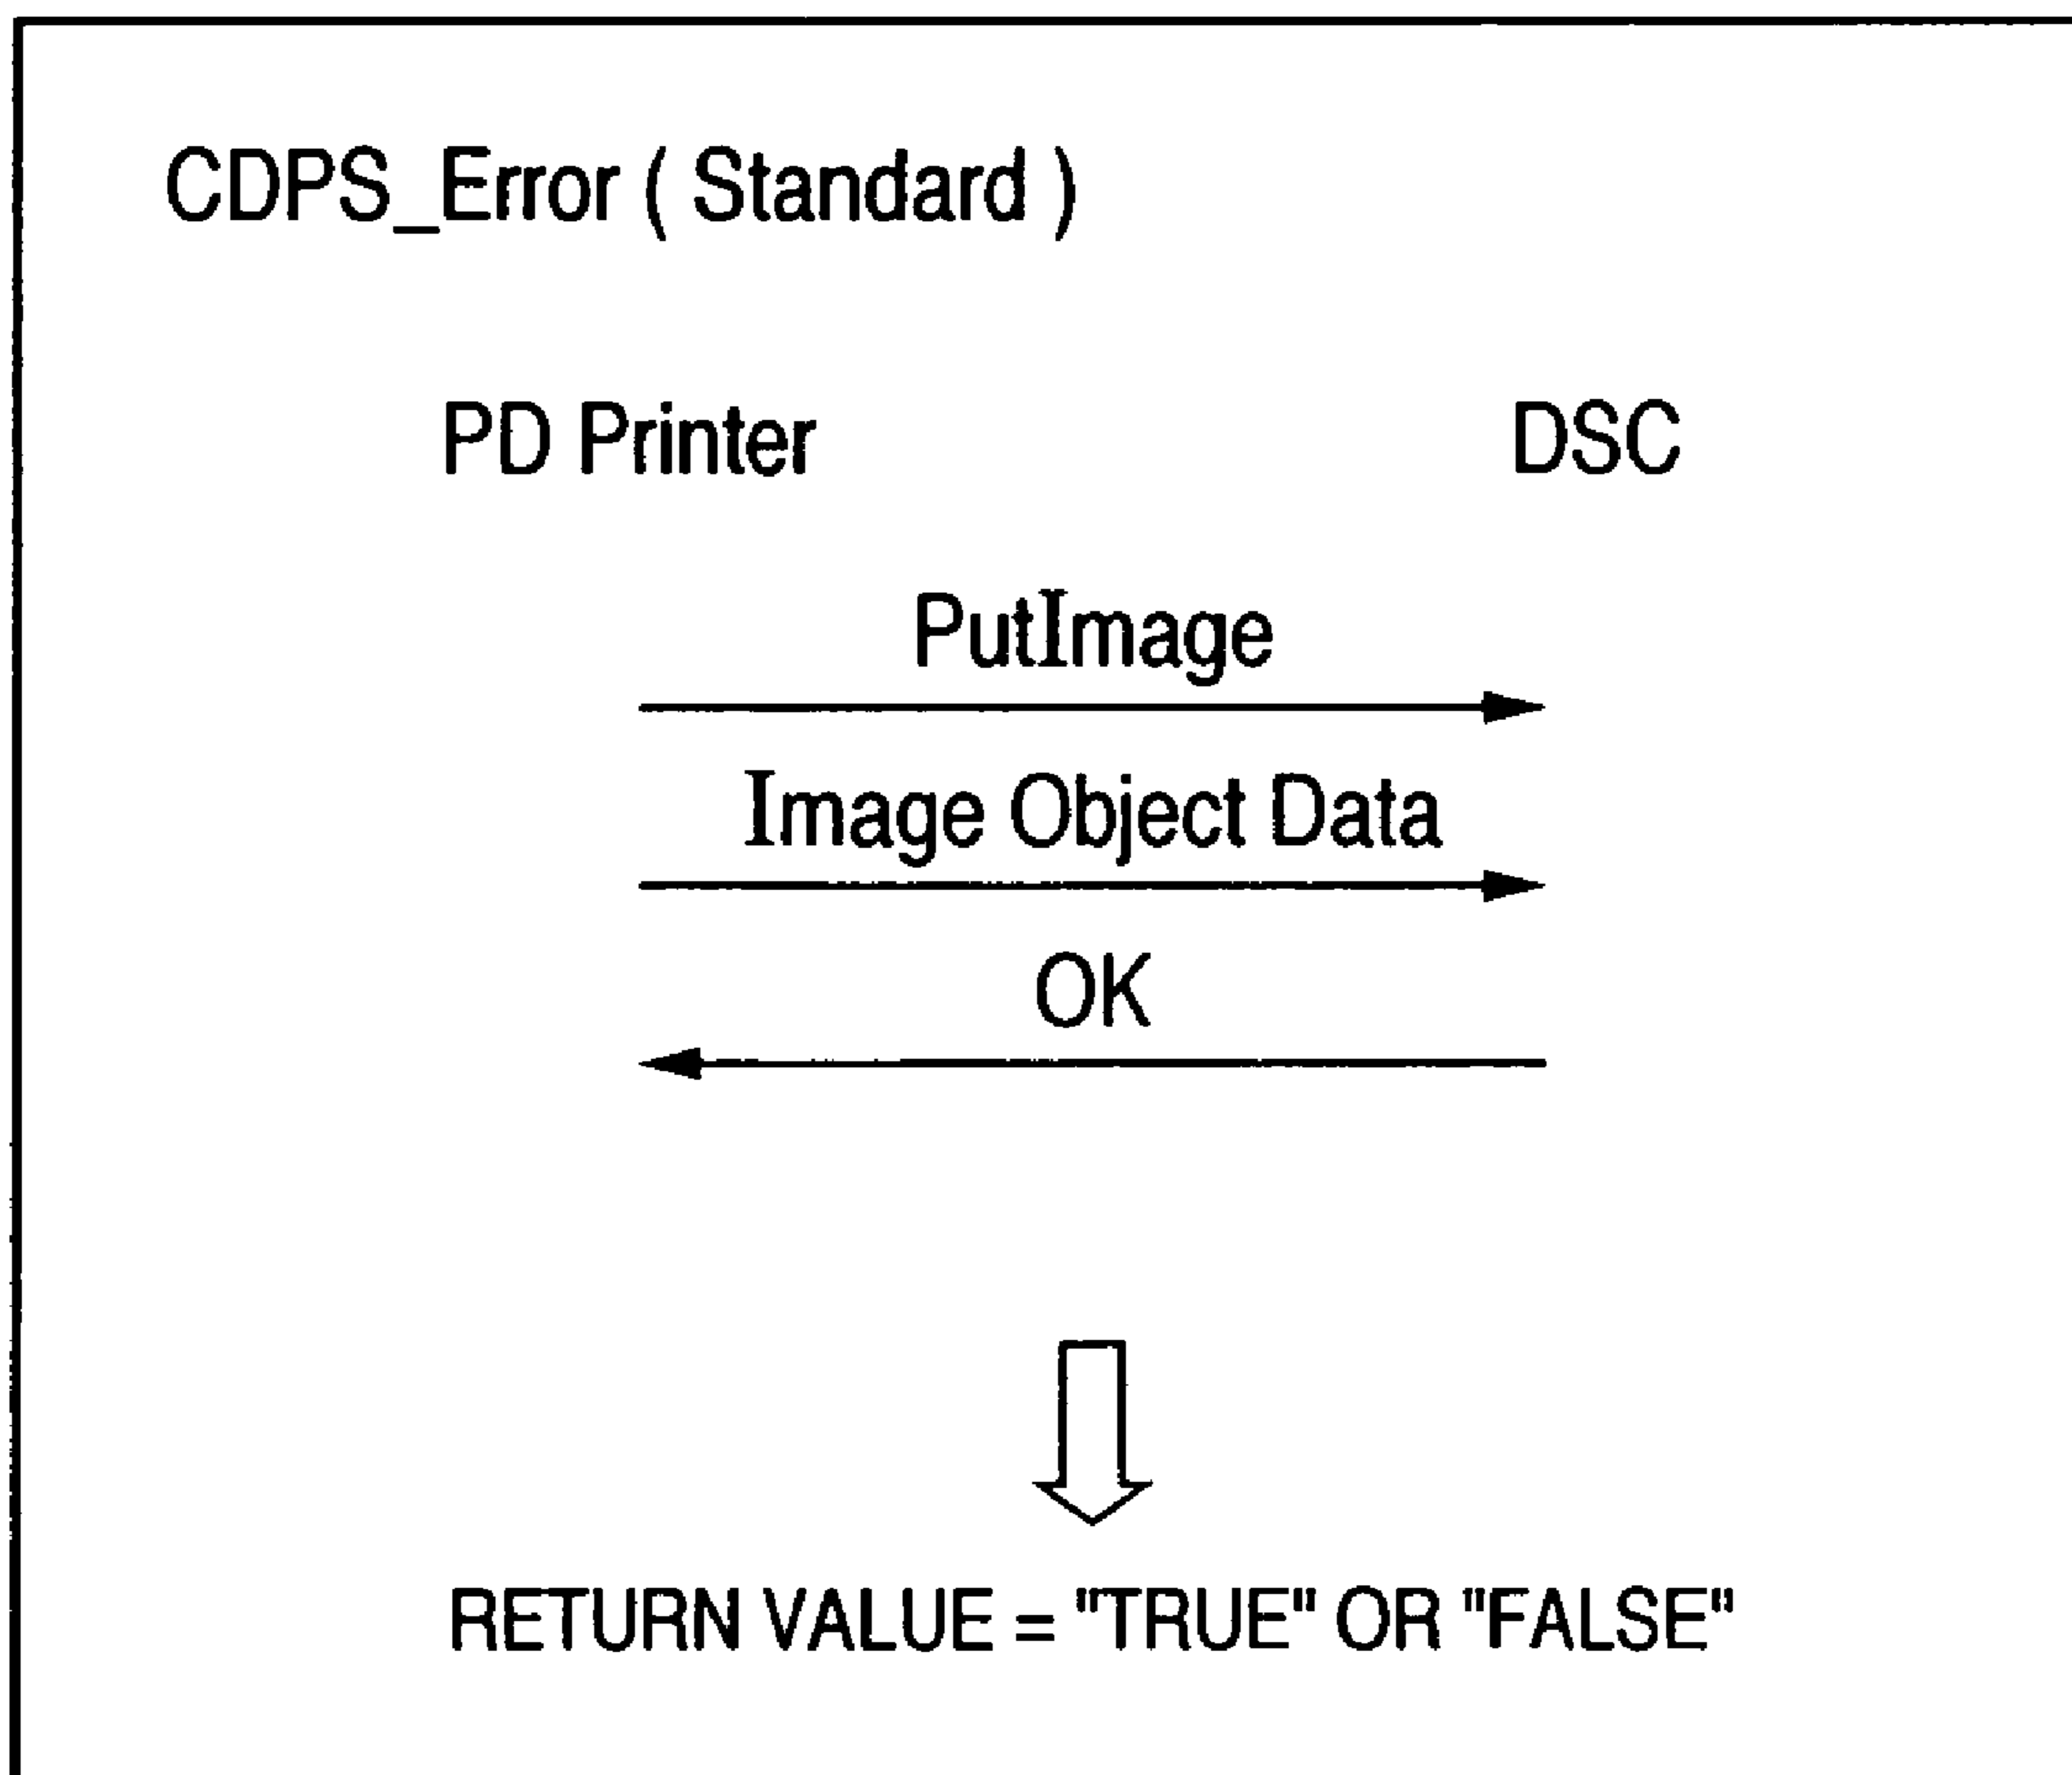 CDPS_Error ( Standard )
PD Printer DSC
PutImage
Image Object Data
OK
RETURN VALUE = "TRUE" OR "FALSE"